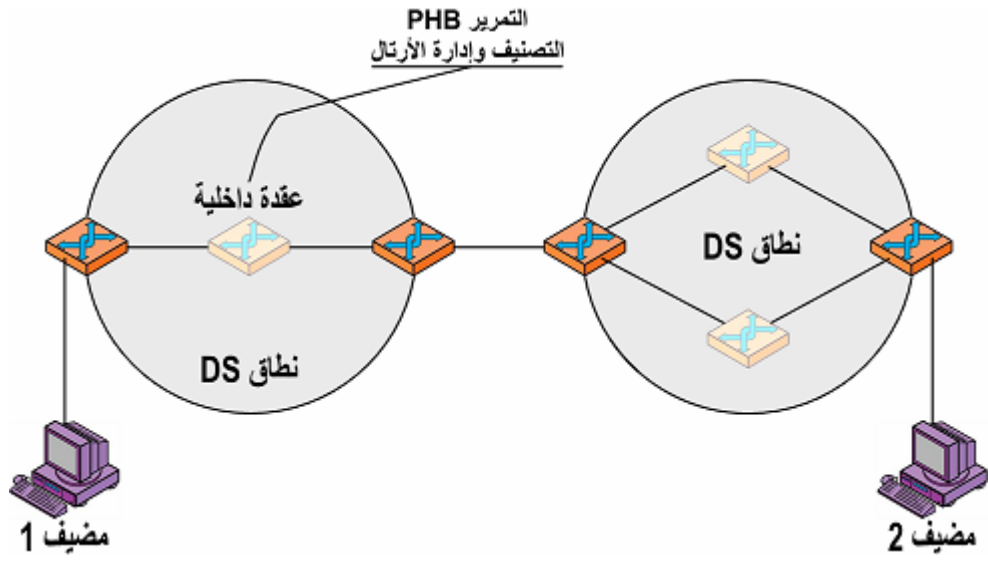 التمرير PHB
التصنيف وإدارة الأرتال
عقدة داخلية
نطاق DS
نطاق DS
مضيف 1
مضيف 2